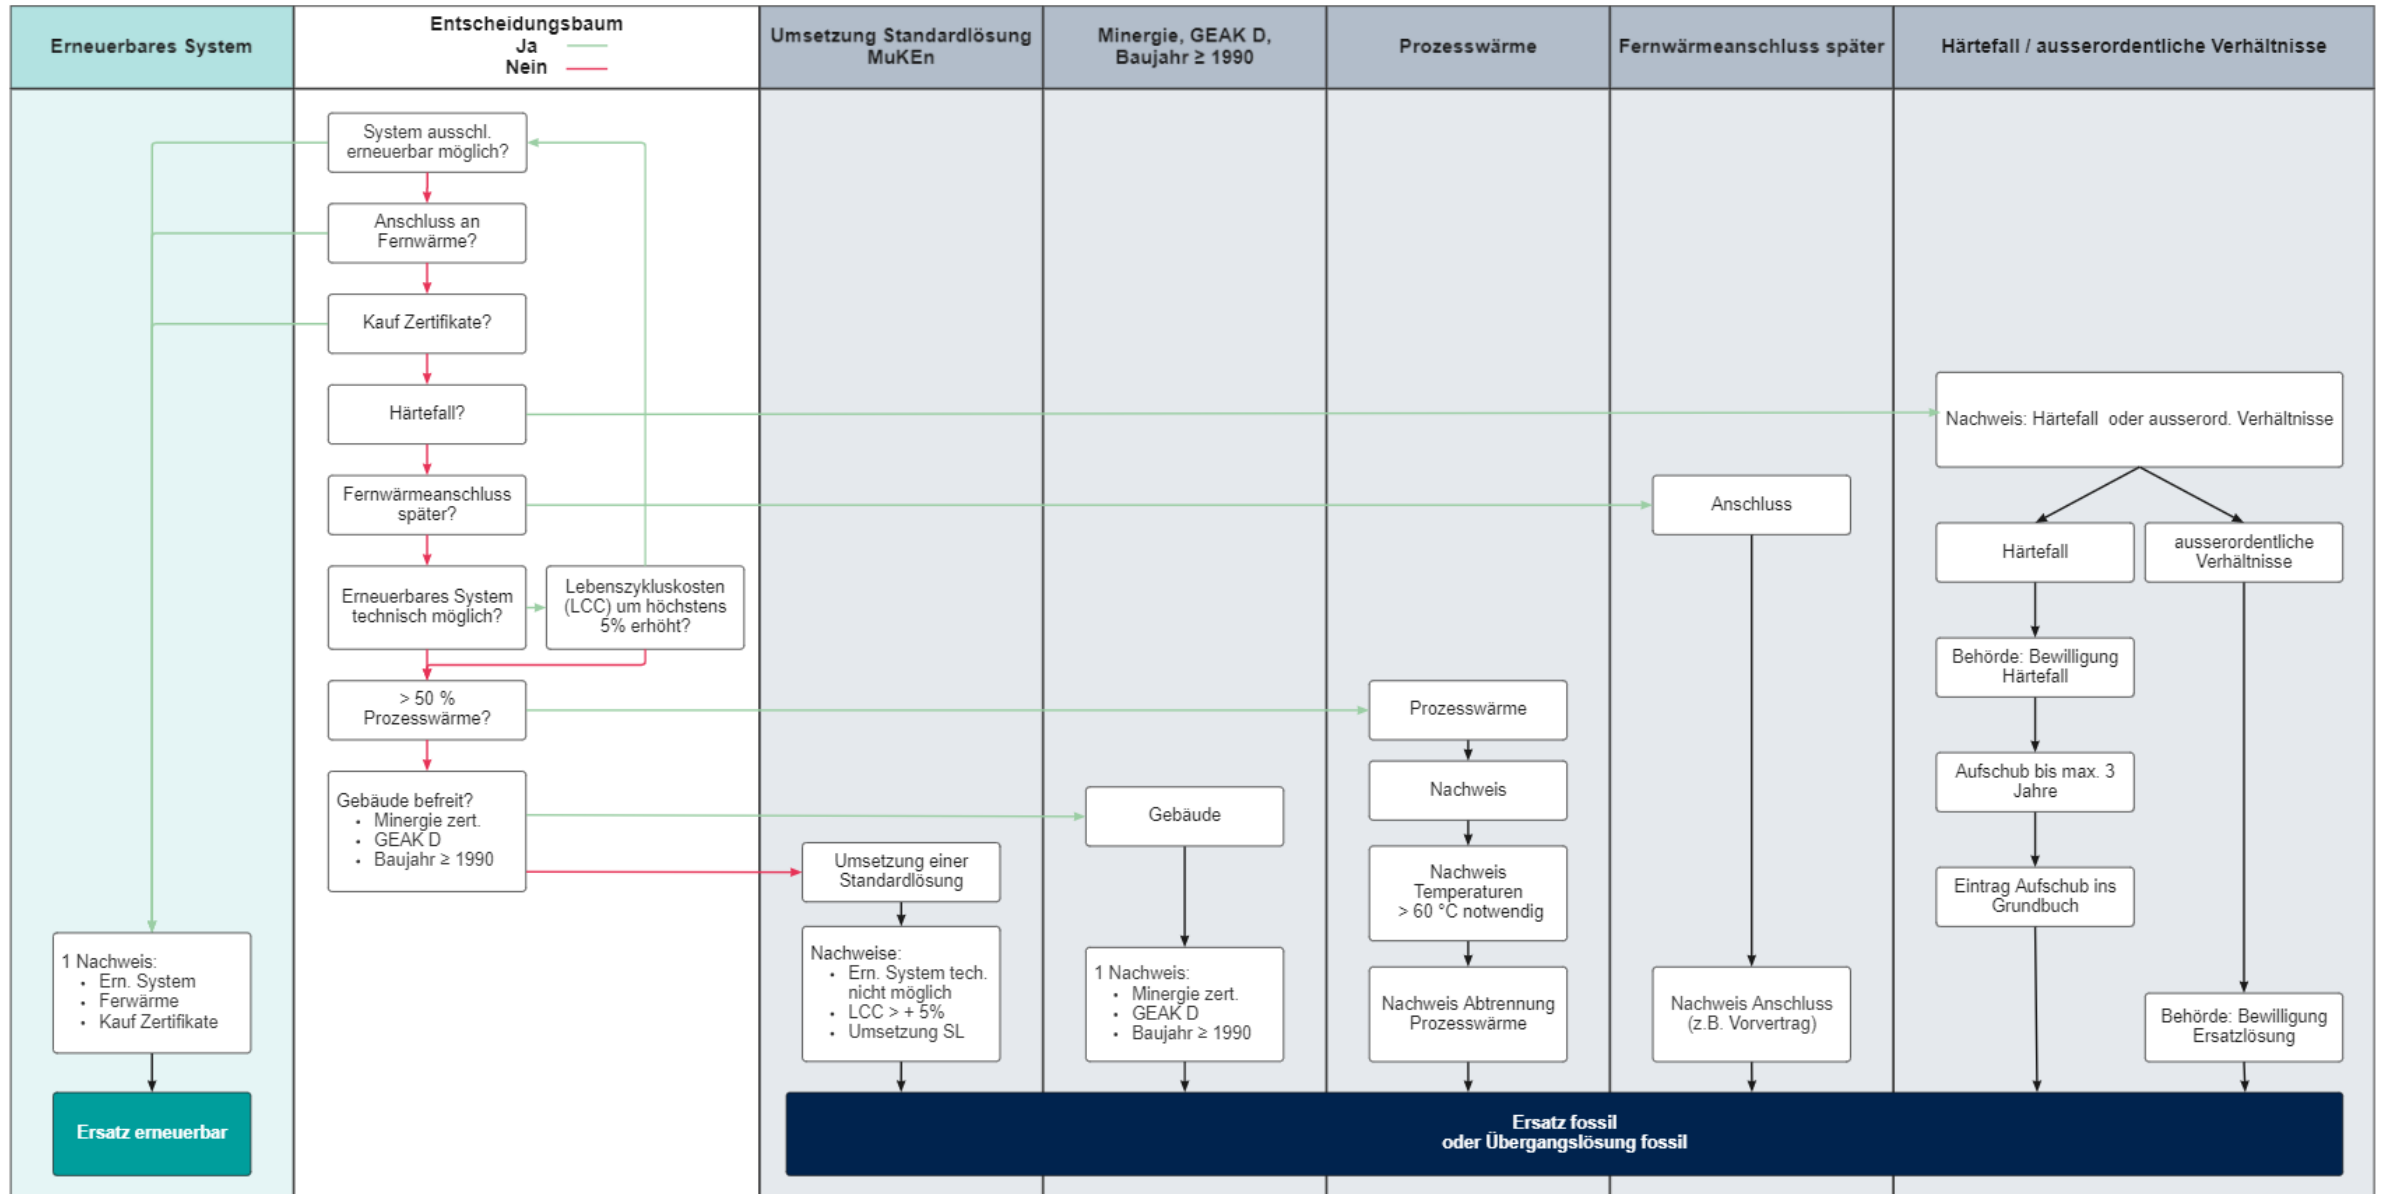 Erneuerbares System
Entscheidungsbaum
Ja
Nein
Umsetzung Standardlösung
MuKEn
Minergie, GEAK D,
Baujahr ≥ 1990
Prozesswärme
Fernwärmeanschluss später
Härtefall / ausserordentliche Verhältnisse
System ausschl.
erneuerbar möglich?
Anschluss an
Fernwärme?
Kauf Zertifikate?
Härtefall?
Fernwärmeanschluss
später?
Erneuerbares System
technisch möglich?
Lebenszykluskosten
(LCC) um höchstens
5% erhöht?
> 50 %
Prozesswärme?
Gebäude befreit?
• Minergie zert.
• GEAK D
• Baujahr ≥ 1990
1 Nachweis:
• Ern. System
• Ferwärme
• Kauf Zertifikate
Ersatz erneuerbar
Umsetzung einer
Standardlösung
Nachweise:
• Ern. System tech.
nicht möglich
• LCC > + 5%
• Umsetzung SL
Gebäude
1 Nachweis:
• Minergie zert.
• GEAK D
• Baujahr ≥ 1990
Prozesswärme
Nachweis
Nachweis
Temperaturen
> 60 °C notwendig
Nachweis Abtrennung
Prozesswärme
Anschluss
Nachweis Anschluss
(z.B. Vorvertrag)
Nachweis: Härtefall oder ausserord. Verhältnisse
Härtefall
Behörde: Bewilligung
Härtefall
Aufschub bis max. 3
Jahre
Eintrag Aufschub ins
Grundbuch
ausserordentliche
Verhältnisse
Behörde: Bewilligung
Ersatzlösung
Ersatz fossil
oder Übergangslösung fossil